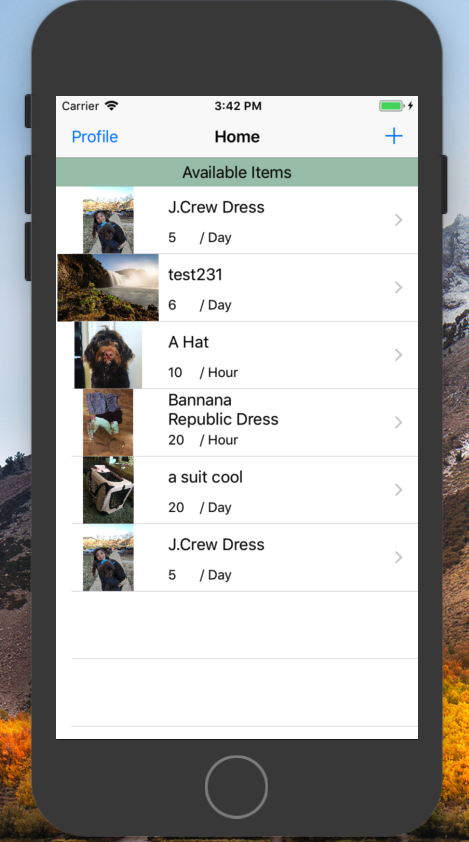 Carrier 3:42 PM
Profile Home +
Available Items
J.Crew Dress
5 / Day
test231
6 / Day
A Hat
10 / Hour
Bannana
Republic Dress
20 / Hour
a suit cool
20 / Day
J.Crew Dress
5 / Day